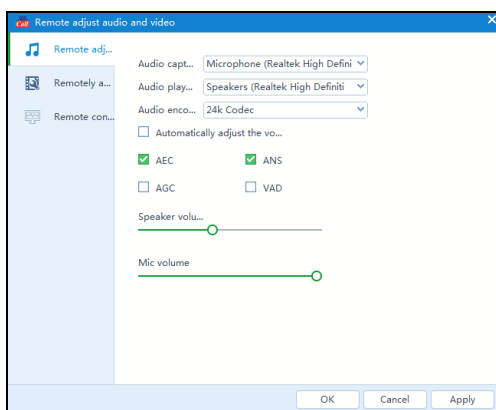 Call Remote adjust audio and video
Remote adj...
Remotely a...
Remote con...
Audio capt... Microphone (Realtek High Defini
Audio play... Speakers (Realtek High Definiti
Audio enco... 24k Codec
Automatically adjust the vo...
AEC ANS
AGC VAD
Speaker volu...
Mic volume
OK Cancel Apply